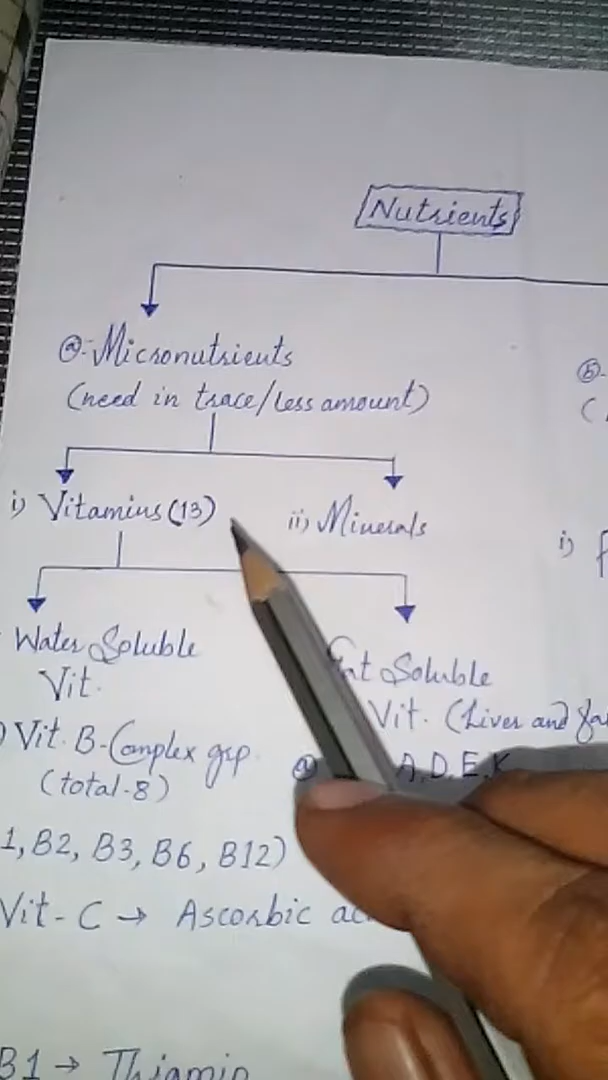 Nutrients
ⓐ- Micronutrients
(need in trace/Less amount)
ⓑ-
(
i) Vitamins (13)
ii) Minerals
i)
Water Soluble
Vit.
Fat Soluble
Vit. (Liver and
) Vit. B-Complex grp.
(total-8)
A, D, E, K
1, B2, B3, B6, B12)
Vit-C → Ascorbic
B1 → Thiamin